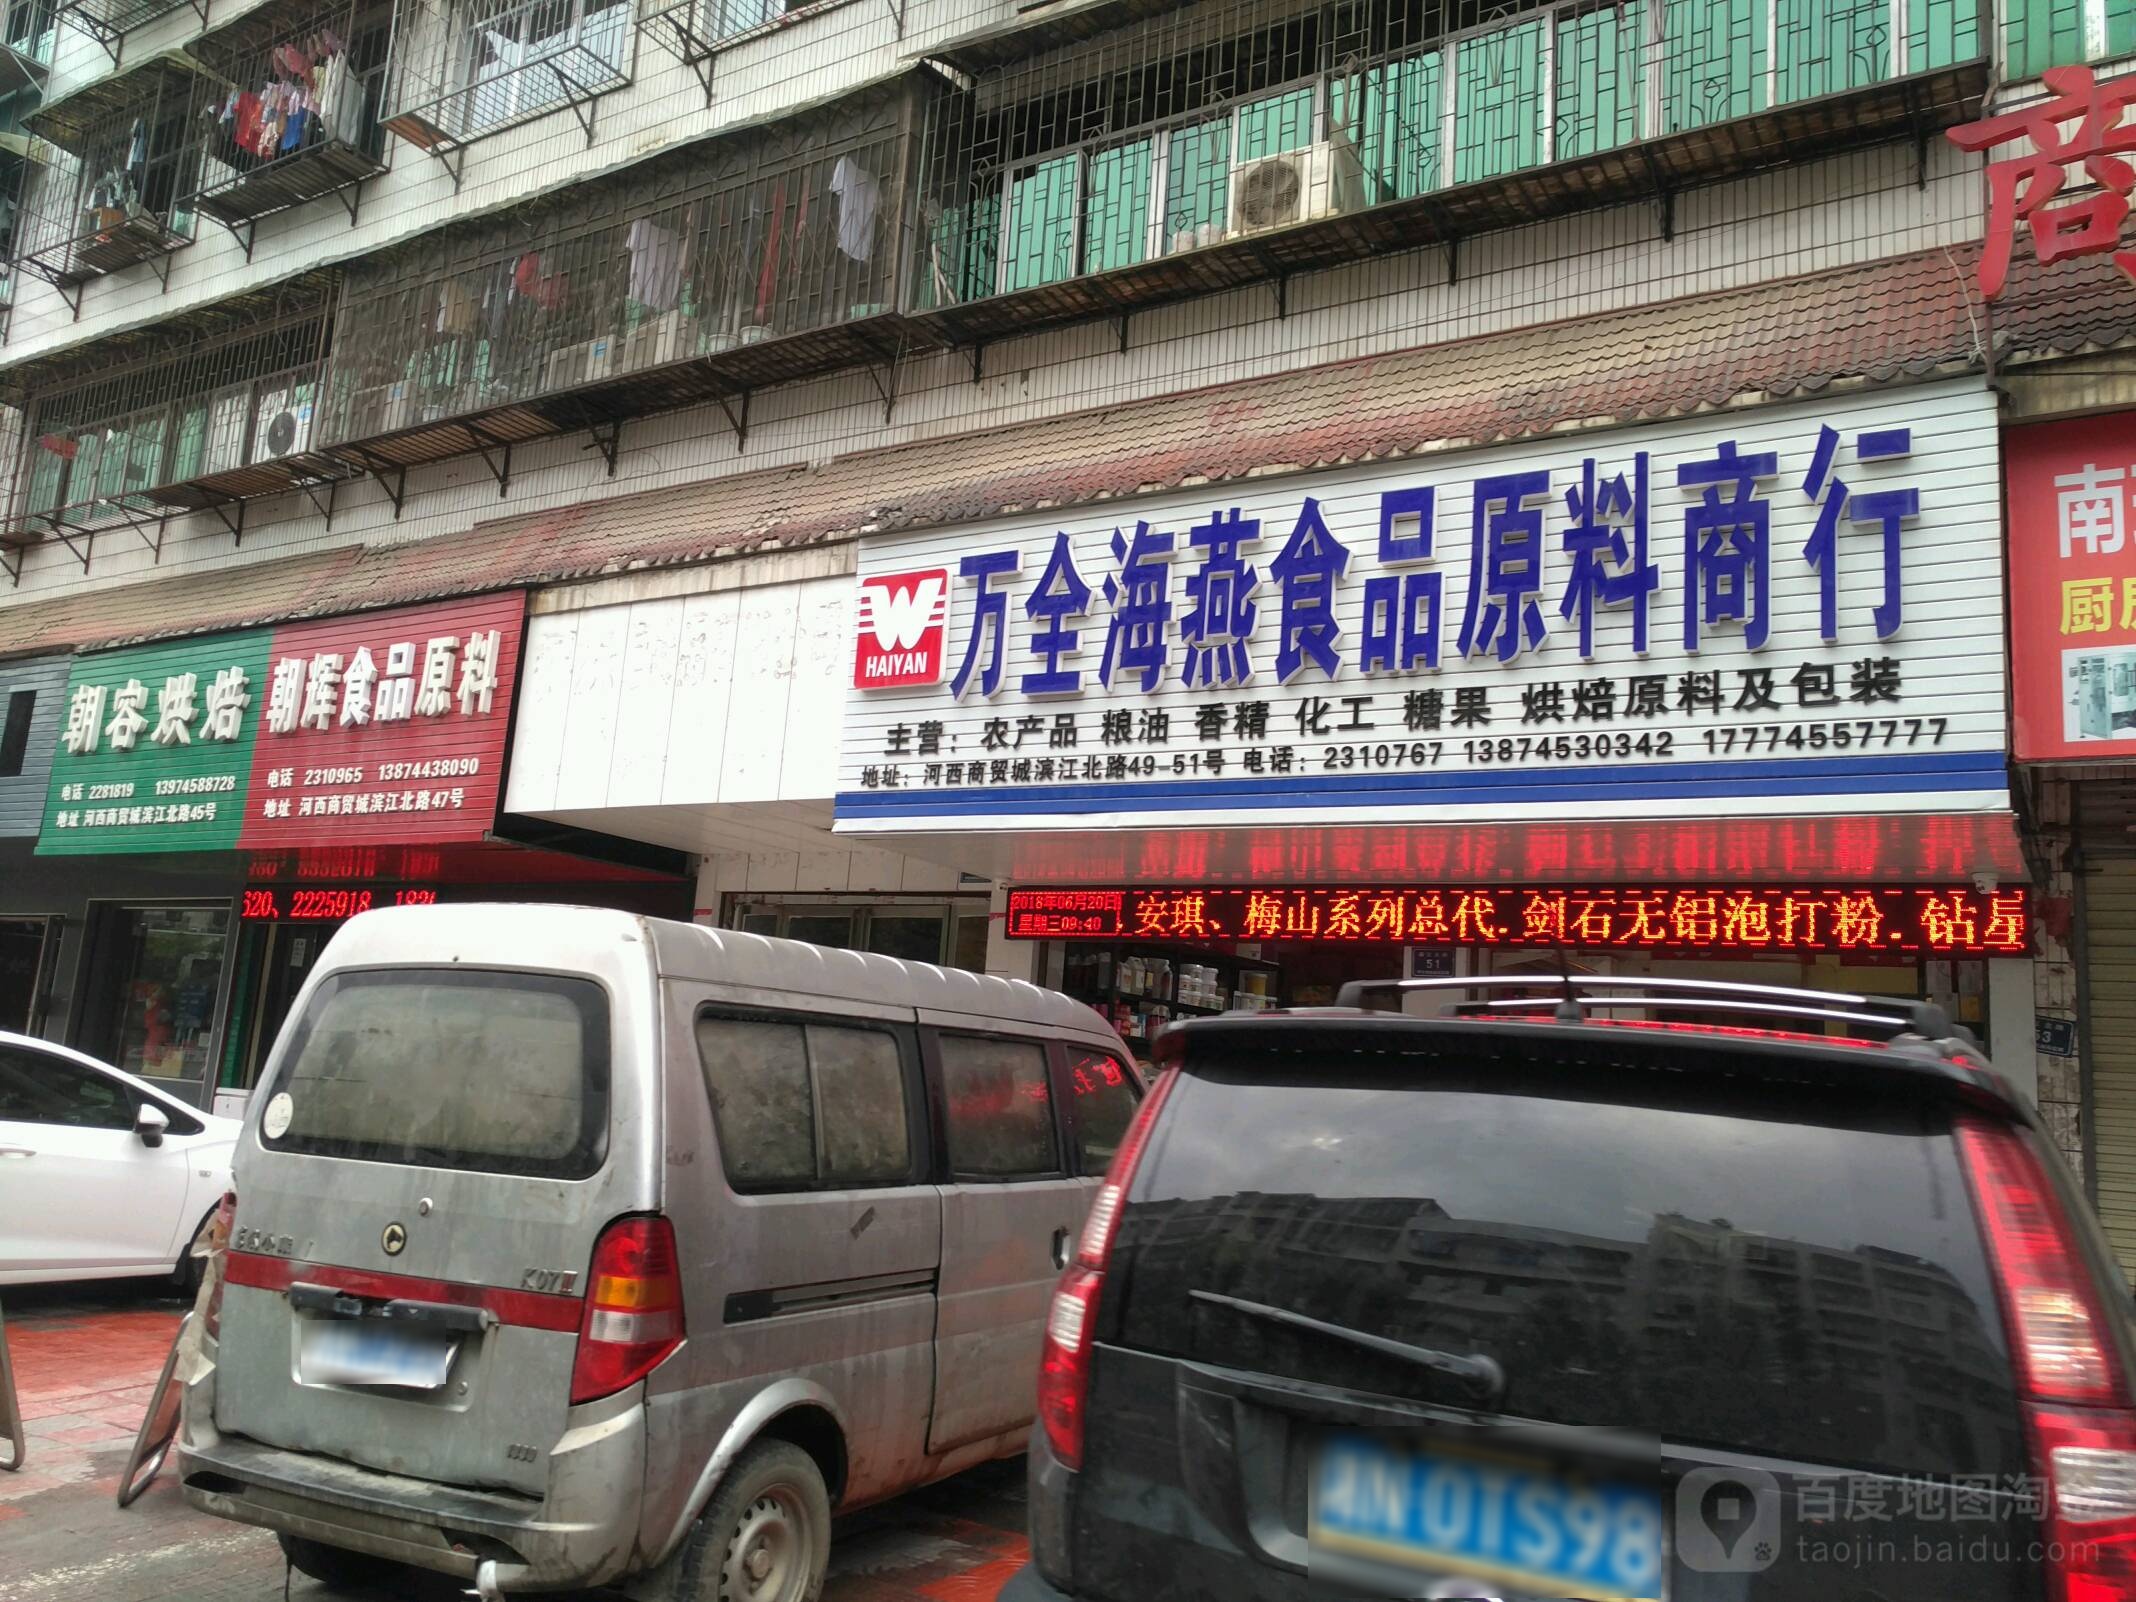 商
万全海燕食品原料商行
HAIYAN
主营：农产品 粮油 香精 化工 糖果 烘焙原料及包装
地址：河西商贸城滨江北路49-51号 电话：2310767 13874530342 17774557777
朝容烘焙
电话 2281819 13974588728
地址 河西商贸城滨江北路45号
朝辉食品原料
电话 2310965 13874438090
地址 河西商贸城滨江北路47号
南
厨房
620、2225918
2018年06月20日
星期三09:40
安琪、梅山系列总代.剑石无铝泡打粉.钻星
51
53
K07II
百度地图淘金
taojin.baidu.com